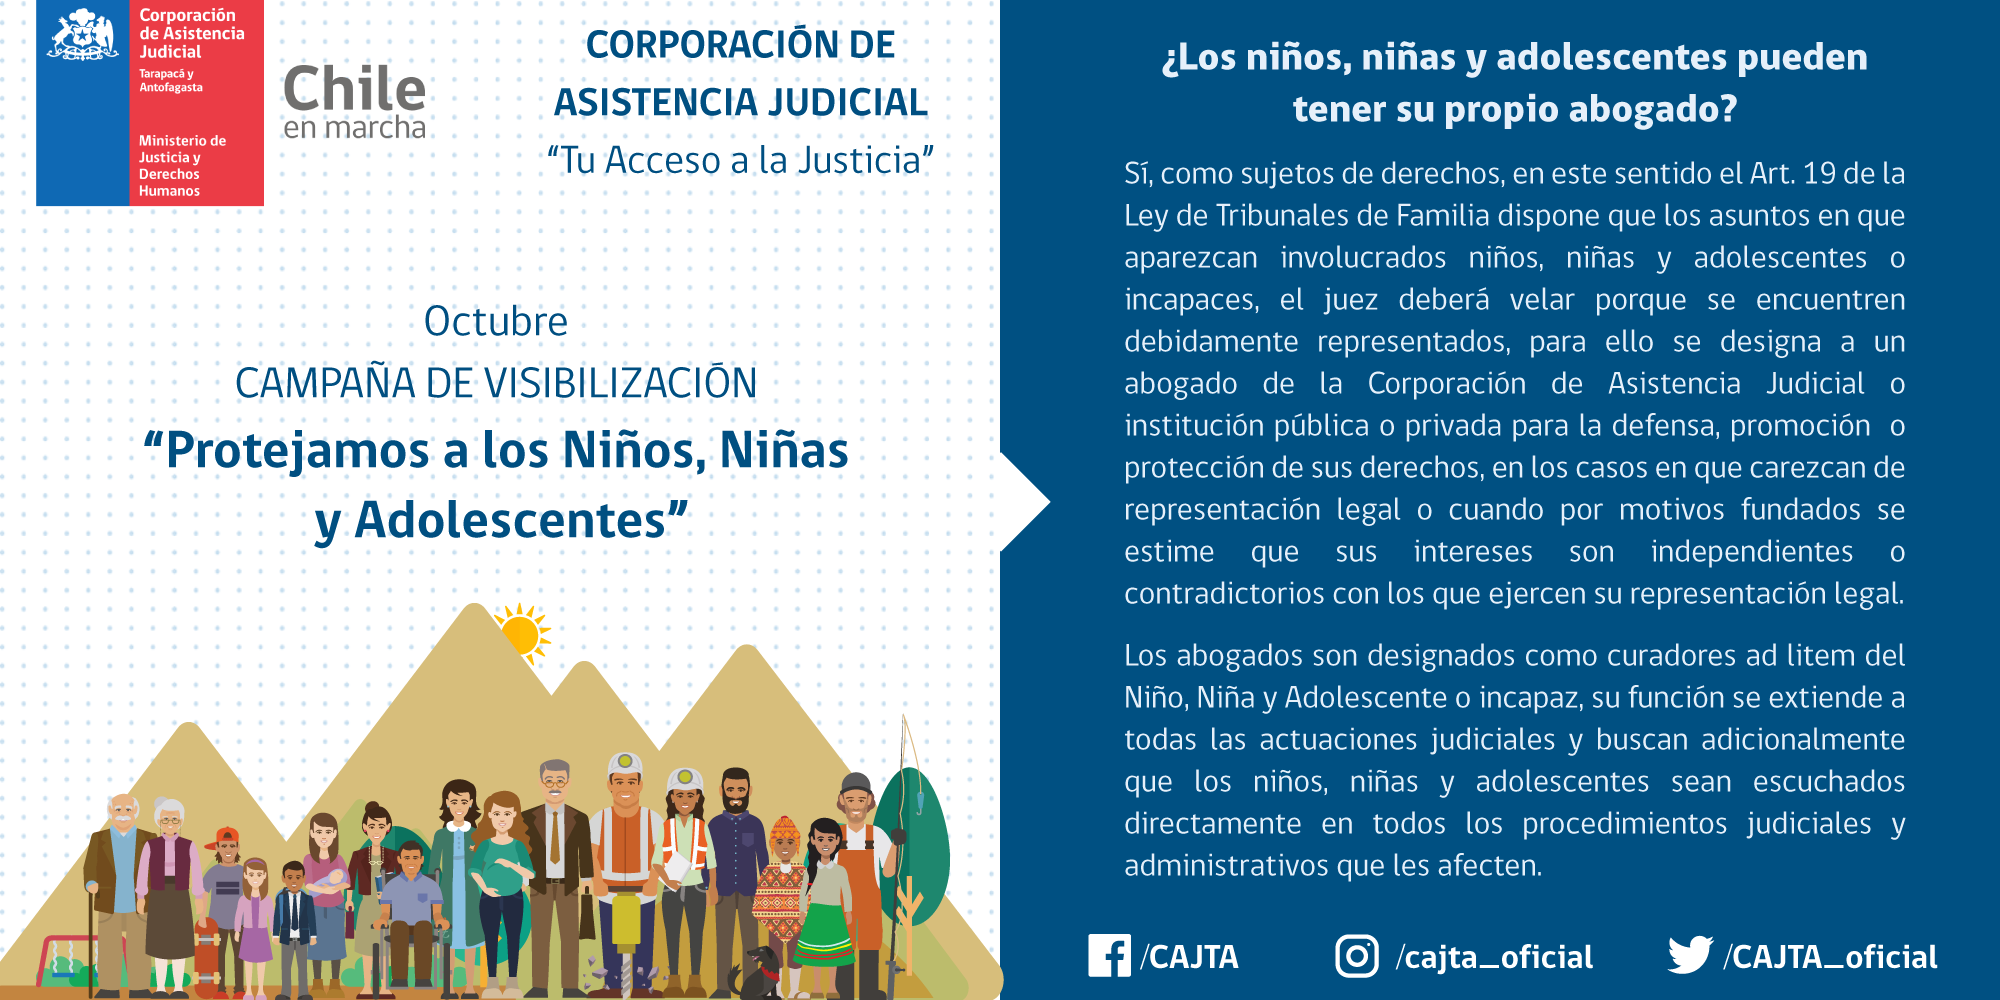 Corporación
de Asistencia
Judicial
Tarapacá y
Antofagasta
Ministerio de
Justicia y
Derechos
Humanos
Chile
en marcha
CORPORACIÓN DE
ASISTENCIA JUDICIAL
“Tu Acceso a la Justicia”
Octubre
CAMPAÑA DE VISIBILIZACIÓN
“Protejamos a los Niños, Niñas
y Adolescentes”
¿Los niños, niñas y adolescentes pueden
tener su propio abogado?
Sí, como sujetos de derechos, en este sentido el Art. 19 de la
Ley de Tribunales de Familia dispone que los asuntos en que
aparezcan involucrados niños, niñas y adolescentes o
incapaces, el juez deberá velar porque se encuentren
debidamente representados, para ello se designa a un
abogado de la Corporación de Asistencia Judicial o
institución pública o privada para la defensa, promoción o
protección de sus derechos, en los casos en que carezcan de
representación legal o cuando por motivos fundados se
estime que sus intereses son independientes o
contradictorios con los que ejercen su representación legal.
Los abogados son designados como curadores ad litem del
Niño, Niña y Adolescente o incapaz, su función se extiende a
todas las actuaciones judiciales y buscan adicionalmente
que los niños, niñas y adolescentes sean escuchados
directamente en todos los procedimientos judiciales y
administrativos que les afecten.
/CAJTA
/cajta_oficial
/CAJTA_oficial